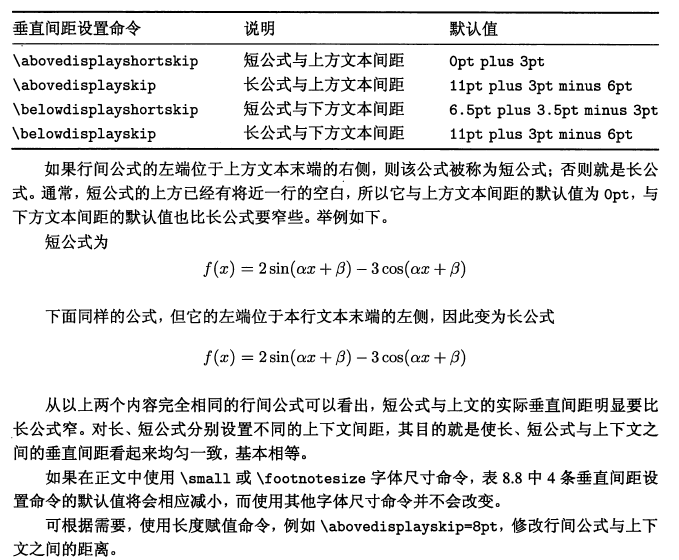 垂直间距设置命令 说明 默认值
\abovedisplayshortskip 短公式与上方文本间距 0pt plus 3pt
\abovedisplayskip 长公式与上方文本间距 11pt plus 3pt minus 6pt
\belowdisplayshortskip 短公式与下方文本间距 6.5pt plus 3.5pt minus 3pt
\belowdisplayskip 长公式与下方文本间距 11pt plus 3pt minus 6pt
如果行间公式的左端位于上方文本末端的右侧，则该公式被称为短公式；否则就是长公
式。通常，短公式的上方已经有将近一行的空白，所以它与上方文本间距的默认值为 0pt，与
下方文本间距的默认值也比长公式要窄些。举例如下。
短公式为
f(x) = 2 sin(αx + β) − 3 cos(αx + β)
下面同样的公式，但它的左端位于本行文本末端的左侧，因此变为长公式
f(x) = 2 sin(αx + β) − 3 cos(αx + β)
从以上两个内容完全相同的行间公式可以看出，短公式与上文的实际垂直间距明显要比
长公式窄。对长、短公式分别设置不同的上下文间距，其目的就是使长、短公式与上下文之
间的垂直间距看起来均匀一致，基本相等。
如果在正文中使用 \small 或 \footnotesize 字体尺寸命令，表 8.8 中 4 条垂直间距设
置命令的默认值将会相应减小，而使用其他字体尺寸命令并不会改变。
可根据需要，使用长度赋值命令，例如 \abovedisplayskip=8pt，修改行间公式与上下
文之间的距离。